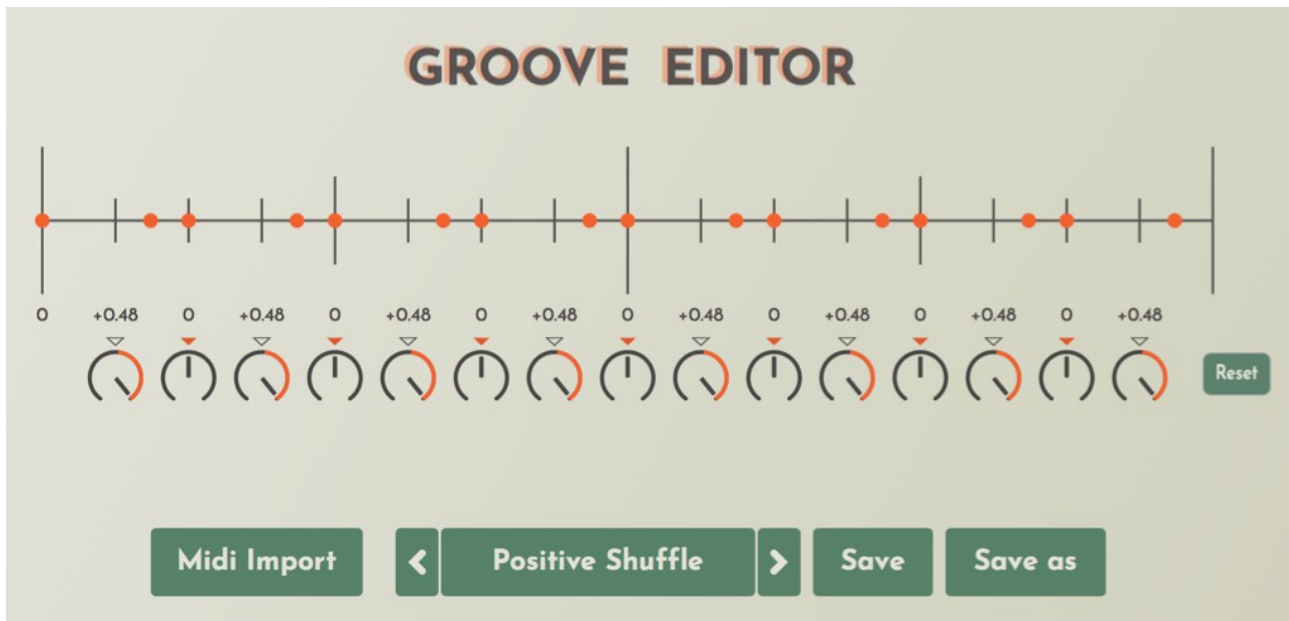 GROOVE EDITOR
0 +0.48 0 +0.48 0 +0.48 0 +0.48 0 +0.48 0 +0.48 0 +0.48 0 +0.48
Reset
Midi Import < Positive Shuffle > Save Save as